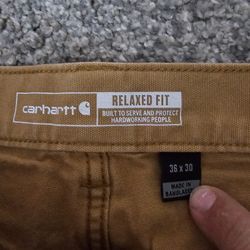 carhartt
RELAXED FIT
BUILT TO SERVE AND PROTECT
HARDWORKING PEOPLE
36 x 30
MADE IN
BANGLADESH